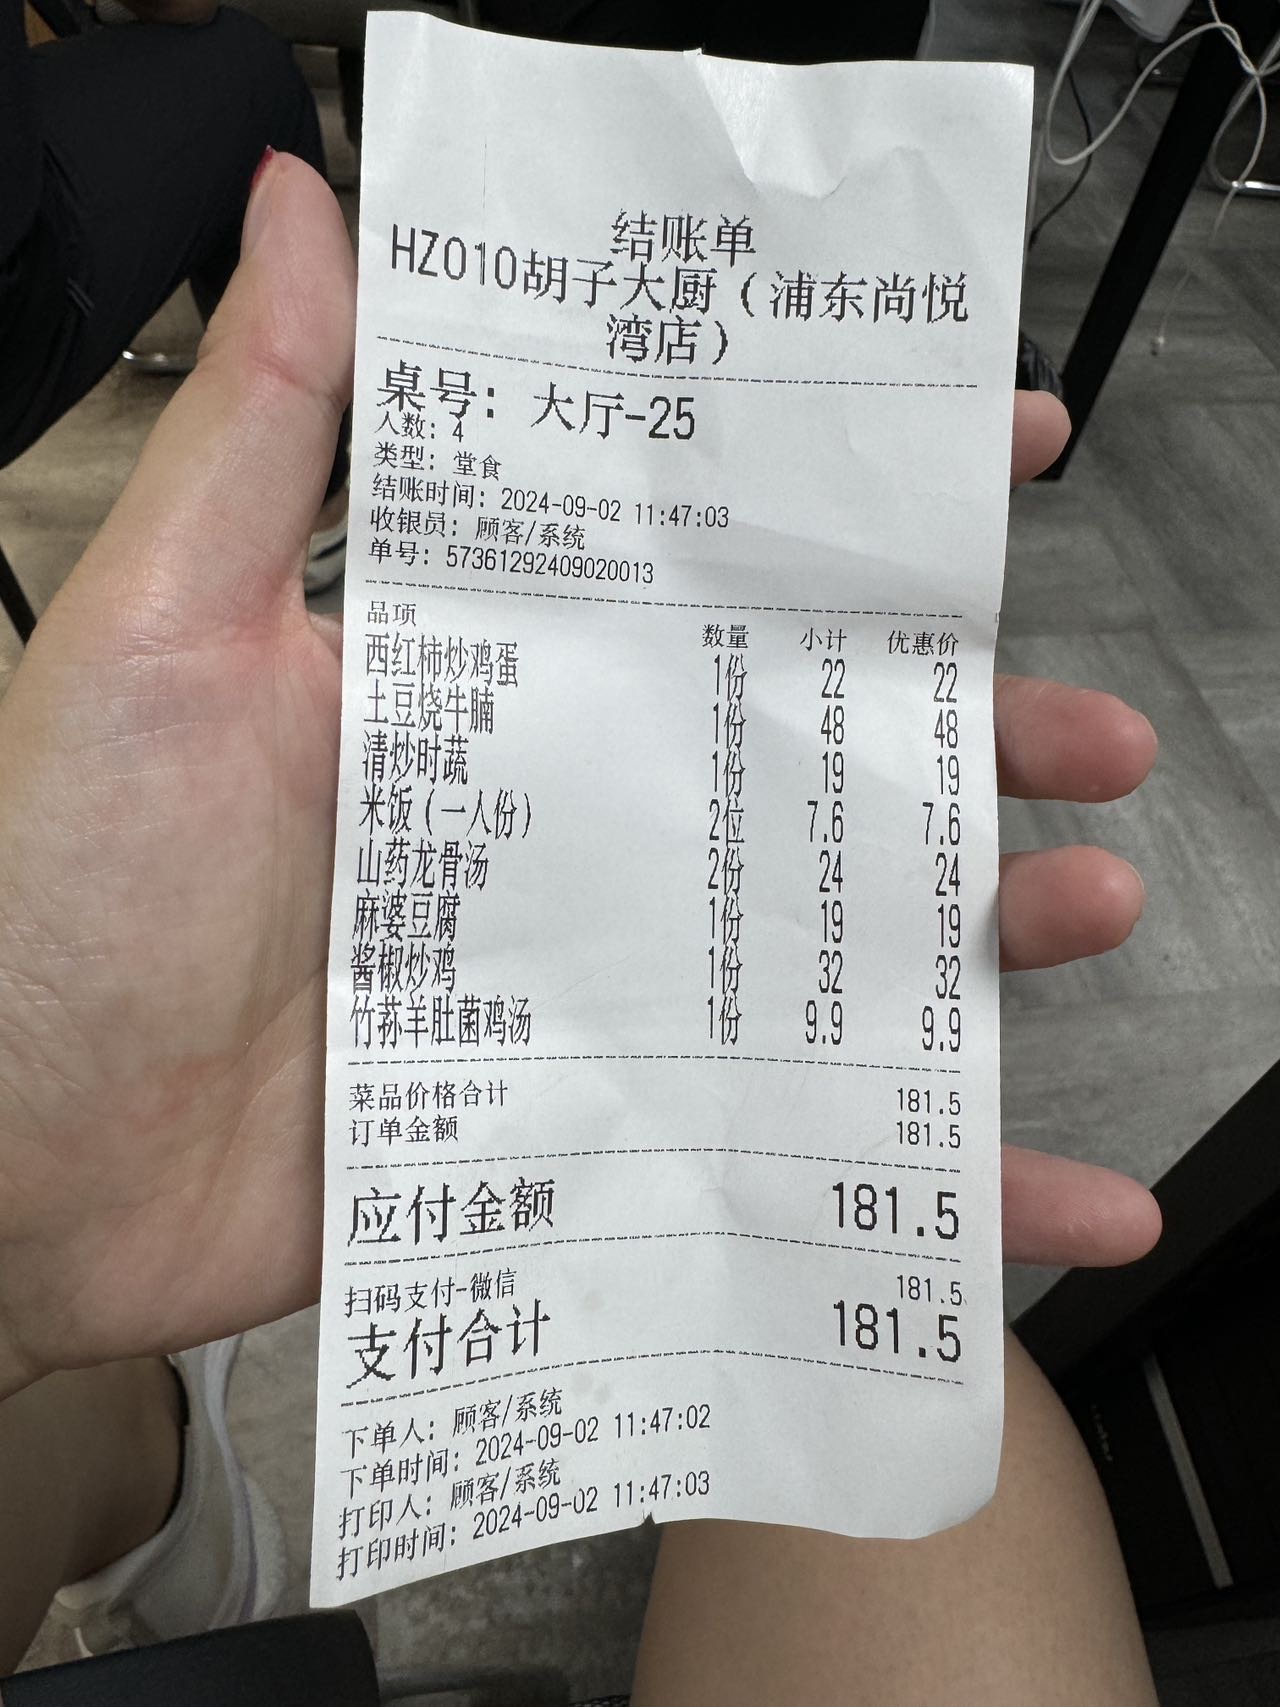 结账单
HZ010胡子大厨（浦东尚悦
湾店）
桌号： 大厅-25
人数：4
类型：堂食
结账时间：2024-09-02 11:47:03
收银员：顾客/系统
单号：573612924090200​13
品项 数量 小计 优惠价
西红柿炒鸡蛋 1份 22 22
土豆烧牛腩 1份 48 48
清炒时蔬 1份 19 19
米饭（一人份） 2位 7.6 7.6
山药龙骨汤 2份 24 24
麻婆豆腐 1份 19 19
酱椒炒鸡 1份 32 32
竹荪羊肚菌鸡汤 1份 9.9 9.9
菜品价格合计 181.5
订单金额 181.5
应付金额 181.5
扫码支付-微信 181.5
支付合计 181.5
下单人：顾客/系统
下单时间：2024-09-02 11:47:02
打印人：顾客/系统
打印时间：2024-09-02 11:47:03